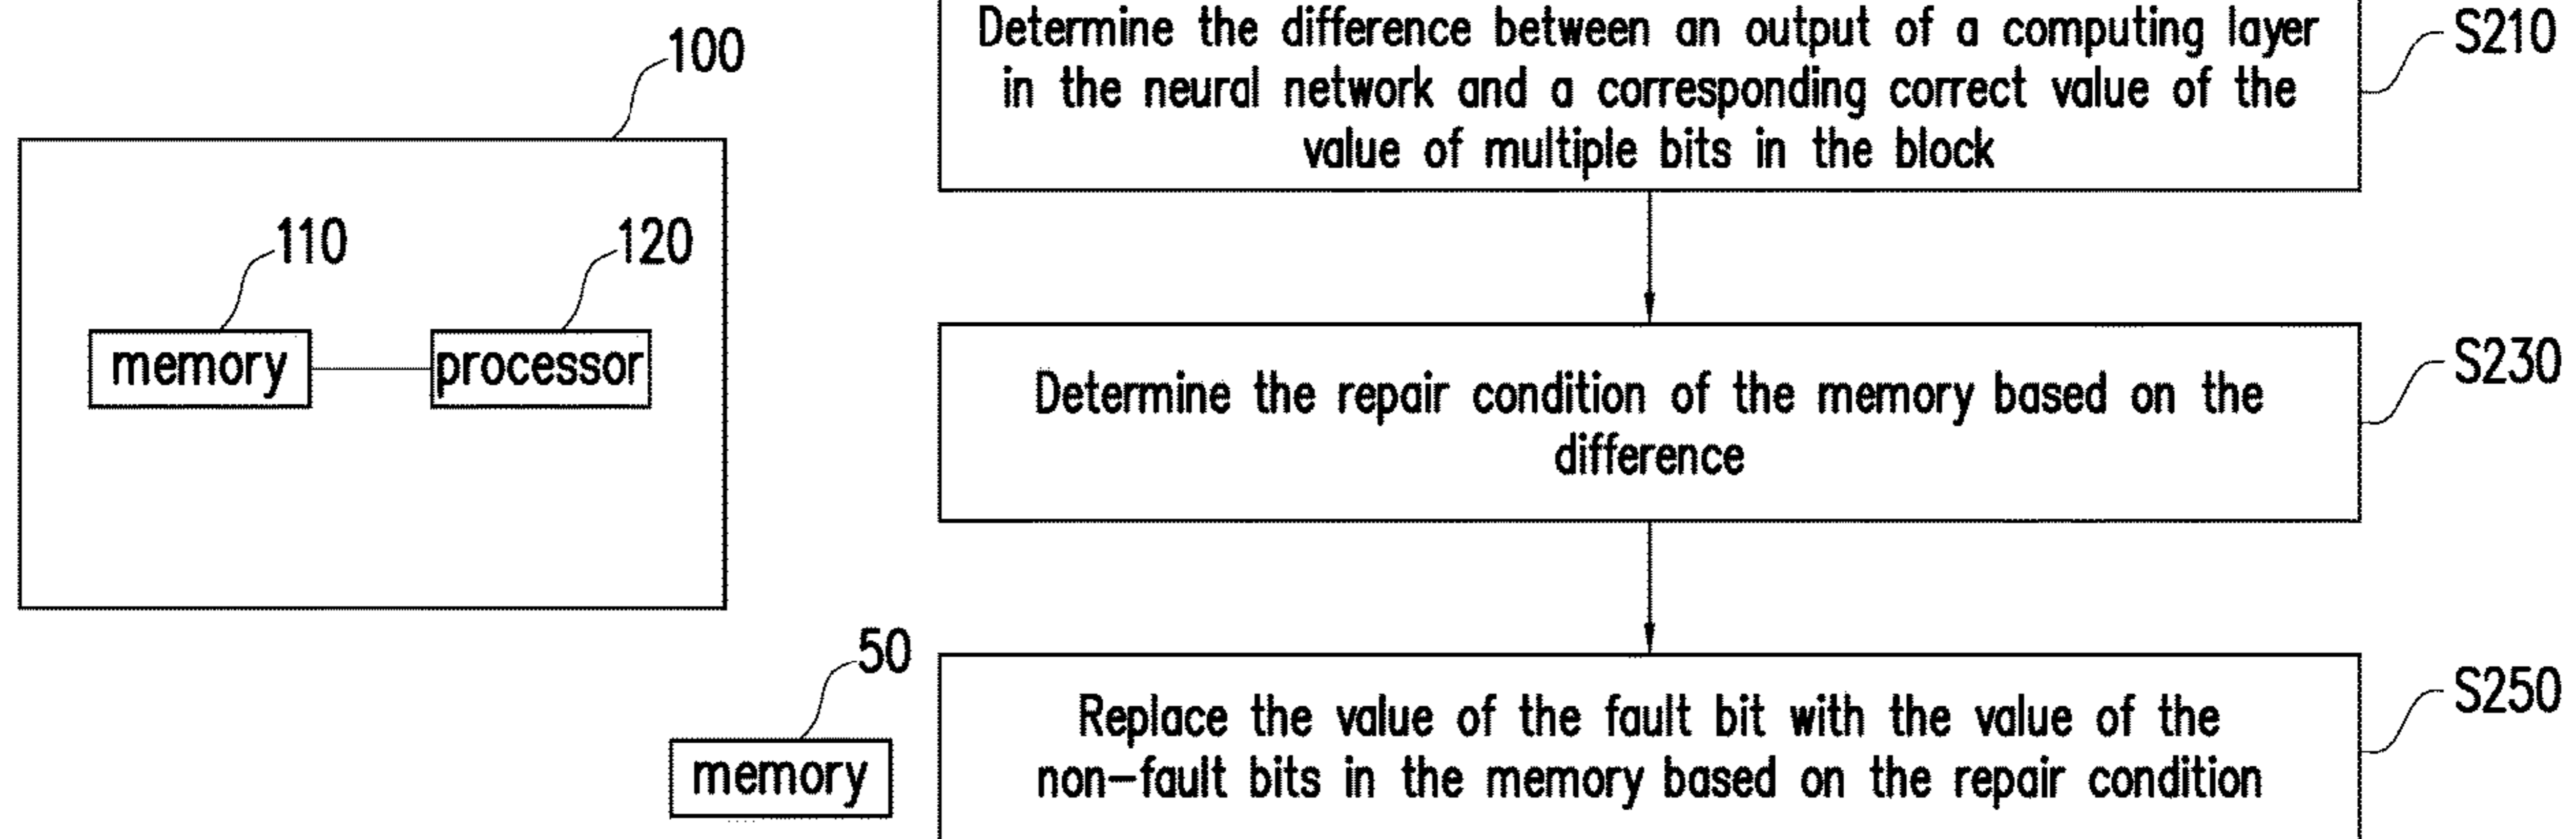 100
110
120
memory
processor
50
memory
Determine the difference between an output of a computing layer
in the neural network and a corresponding correct value of the
value of multiple bits in the block
S210
Determine the repair condition of the memory based on the
difference
S230
Replace the value of the fault bit with the value of the
non-fault bits in the memory based on the repair condition
S250